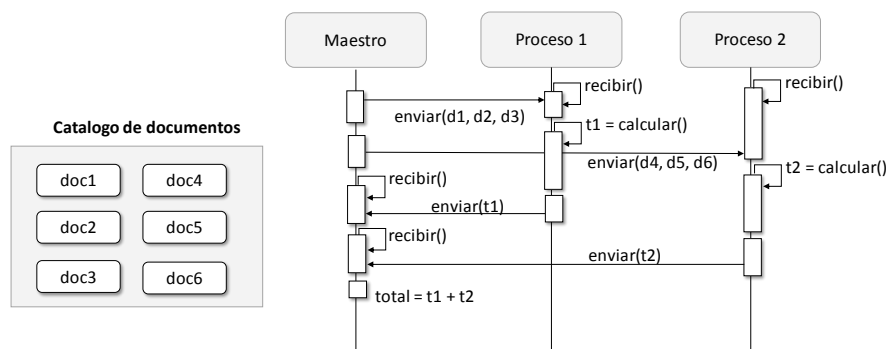 Maestro
Proceso 1
Proceso 2
recibir()
recibir()
enviar(d1, d2, d3)
Catalogo de documentos
t1 = calcular()
enviar(d4, d5, d6)
doc1
doc4
recibir()
t2 = calcular()
enviar(t1)
doc2
doc5
recibir()
enviar(t2)
doc3
doc6
total = t1 + t2